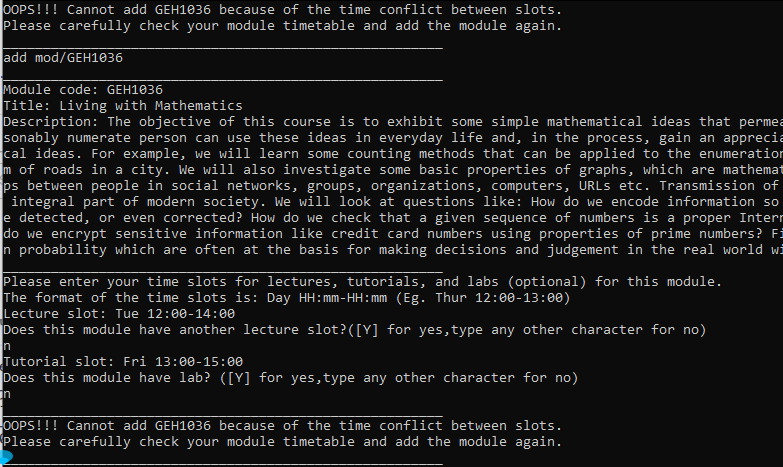 OOPS!!! Cannot add GEH1036 because of the time conflict between slots.
Please carefully check your module timetable and add the module again.
add mod/GEH1036
Module code: GEH1036
Title: Living with Mathematics
Description: The objective of this course is to exhibit some simple mathematical ideas that permea
sonably numerate person can use these ideas in everyday life and, in the process, gain an apprecia
cal ideas. For example, we will learn some counting methods that can be applied to the enumeration
m of roads in a city. We will also investigate some basic properties of graphs, which are mathemat
ps between people in social networks, groups, organizations, computers, URLs etc. Transmission of
integral part of modern society. We will look at questions like: How do we encode information so
e detected, or even corrected? How do we check that a given sequence of numbers is a proper Intern
do we encrypt sensitive information like credit card numbers using properties of prime numbers? Fi
n probability which are often at the basis for making decisions and judgement in the real world wi
Please enter your time slots for lectures, tutorials, and labs (optional) for this module.
The format of the time slots is: Day HH:mm-HH:mm (Eg. Thur 12:00-13:00)
Lecture slot: Tue 12:00-14:00
Does this module have another lecture slot?([Y] for yes,type any other character for no)
n
Tutorial slot: Fri 13:00-15:00
Does this module have lab? ([Y] for yes,type any other character for no)
n
OOPS!!! Cannot add GEH1036 because of the time conflict between slots.
Please carefully check your module timetable and add the module again.